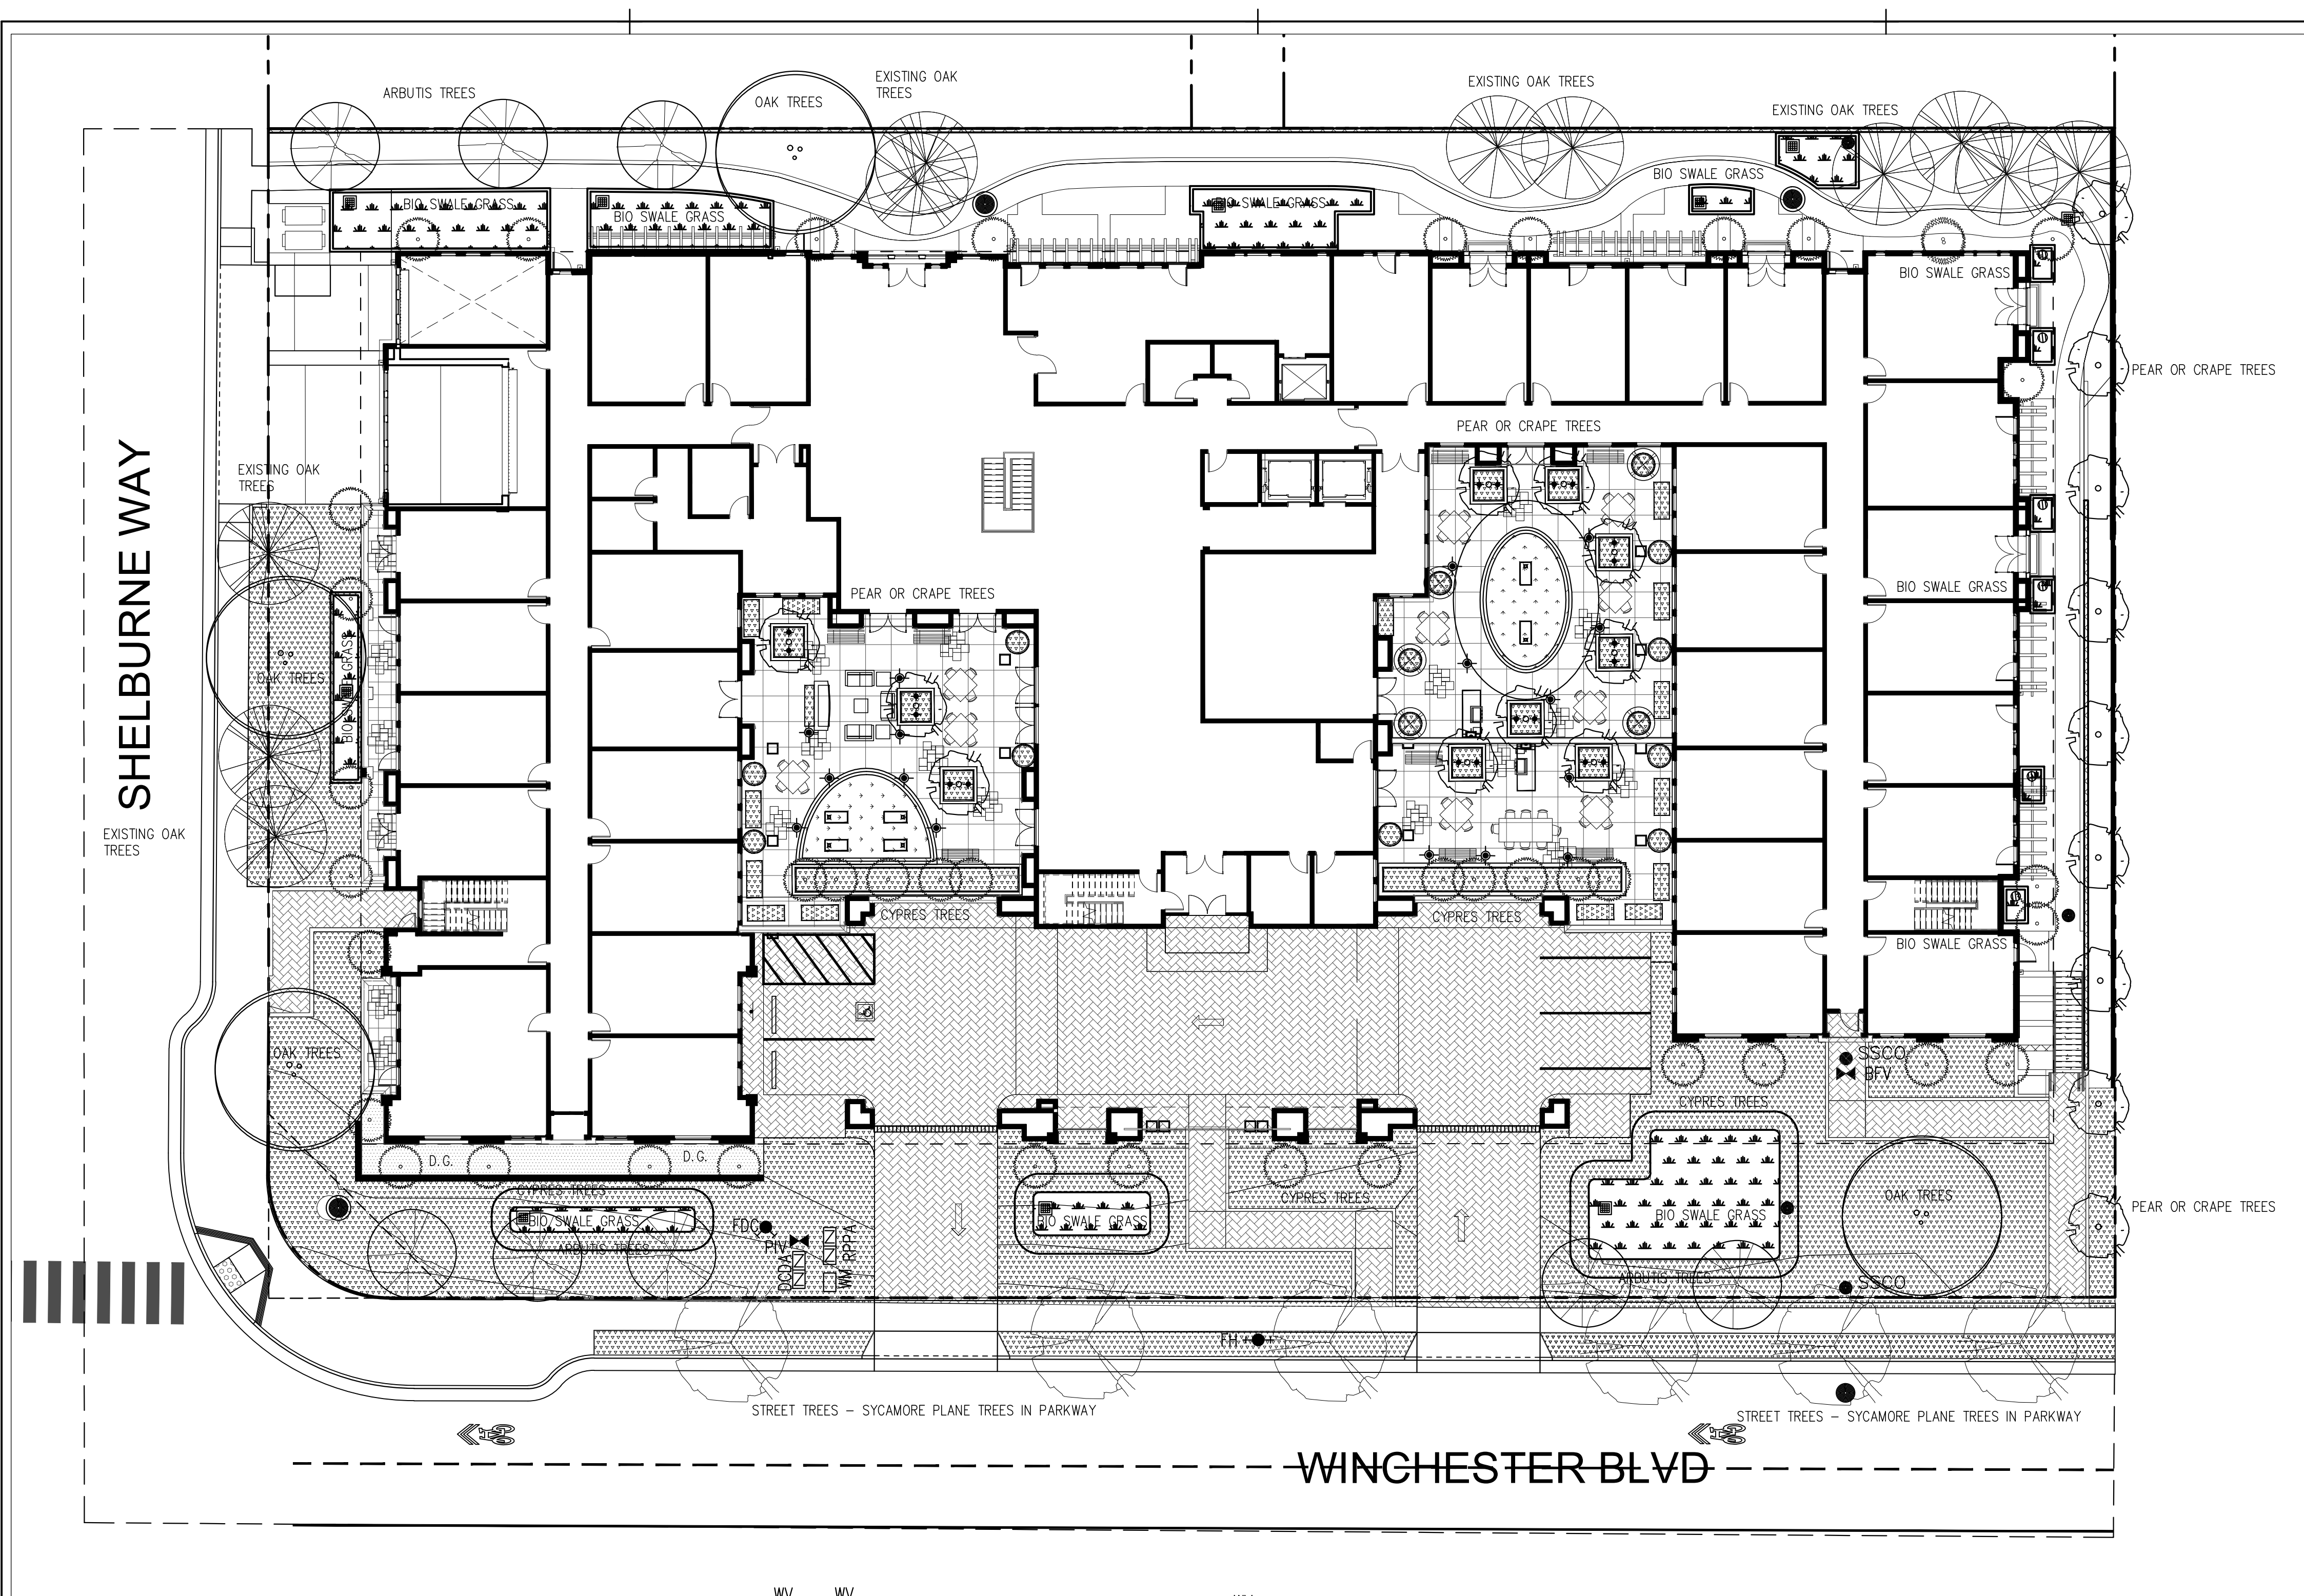 EXISTING OAK
TREES
ARBUTIS TREES
OAK TREES
EXISTING OAK TREES
EXISTING OAK TREES
BIO SWALE GRASS
BIO SWALE GRASS
BIO SWALE GRASS
BIO SWALE GRASS
BIO SWALE GRASS
PEAR OR CRAPE TREES
PEAR OR CRAPE TREES
SHELBURNE WAY
EXISTING OAK
TREES
BIO SWALE GRASS
PEAR OR CRAPE TREES
BIO SWALE GRASS
OAK TREES
EXISTING OAK
TREES
CYPRES TREES
CYPRES TREES
BIO SWALE GRASS
OAK TREES
SSCO
BFV
CYPRES TREES
D.G.
D.G.
CYPRES TREES
CYPRES TREES
OAK TREES
PEAR OR CRAPE TREES
BIO SWALE GRASS
BIO SWALE GRASS
BIO SWALE GRASS
FDC
PIV
ARBUTIS TREES
DCDA
WM RPPA
ARBUTIS TREES
SSCO
FH
STREET TREES – SYCAMORE PLANE TREES IN PARKWAY
STREET TREES – SYCAMORE PLANE TREES IN PARKWAY
WINCHESTER BLVD
WV
WV